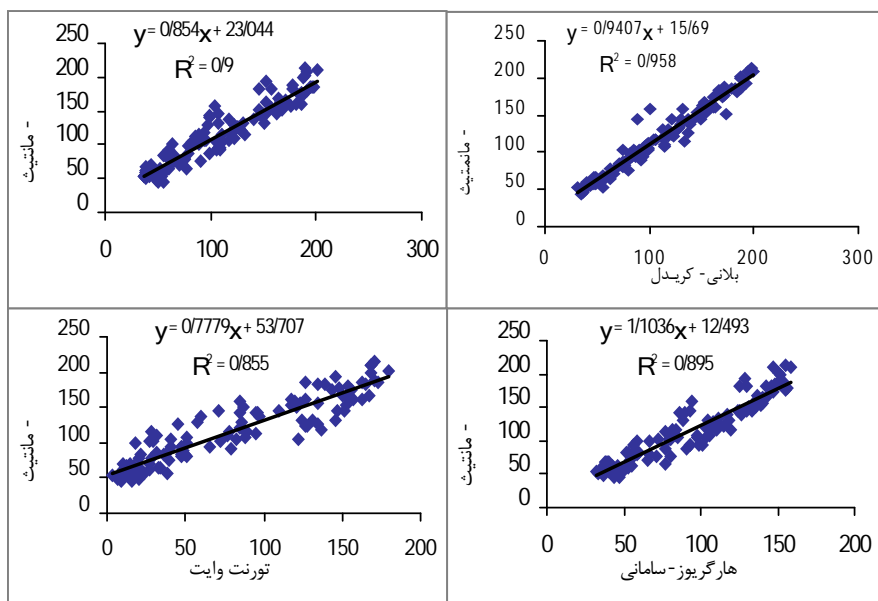 y = 0/854x + 23/044
R² = 0/9
250
200
150
100
50
0
0
100
200
300
مانتیث -
y = 0/9407x + 15/69
R² = 0/958
250
200
150
100
50
0
0
100
200
300
مانمتیث -
بلانی- کریدل
y = 0/7779x + 53/707
R² = 0/855
250
200
150
100
50
0
0
50
100
150
200
مانتیث -
تورنت وایت
y = 1/1036x + 12/493
R² = 0/895
250
200
150
100
50
0
0
50
100
150
200
مانتیث -
هارگریوز-سامانی